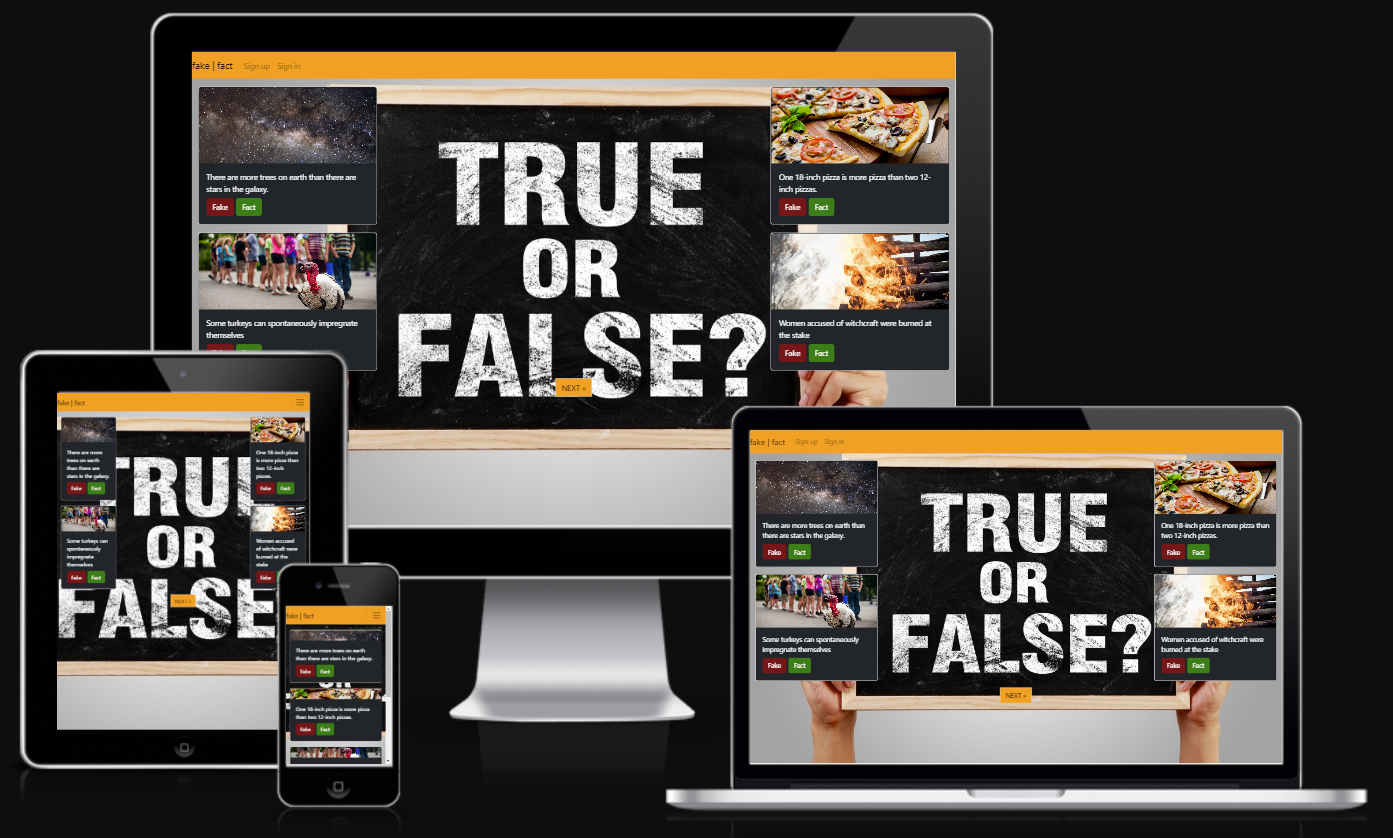 fake | fact Sign up Sign in
There are more trees on earth than there are
stars in the galaxy.
Fake Fact
Some turkeys can spontaneously impregnate
themselves
TRUE
OR
FALSE?
NEXT »
One 18-inch pizza is more pizza than two 12-
inch pizzas.
Fake Fact
Women accused of witchcraft were burned at
the stake
Fake Fact
fake | fact
There are more
trees on earth
than there are
stars in the galaxy.
Fake Fact
Some turkeys can
spontaneously
impregnate
themselves
Fake Fact
TRUE
OR
FALSE
NEXT »
One 18-inch pizza
is more pizza than
two 12-inch
pizzas.
Fake Fact
Women accused
of witchcraft were
burned at the
stake
Fake
fake | fact
There are more trees on earth
than there are stars in the galaxy.
Fake Fact
OR
One 18-inch pizza is more pizza
than two 12-inch pizzas.
Fake Fact
fake | fact Sign up Sign in
There are more trees on earth than
there are stars in the galaxy.
Fake Fact
Some turkeys can spontaneously
impregnate themselves
Fake Fact
TRUE
OR
FALSE?
NEXT »
One 18-inch pizza is more pizza than
two 12-inch pizzas.
Fake Fact
Women accused of witchcraft were
burned at the stake
Fake Fact